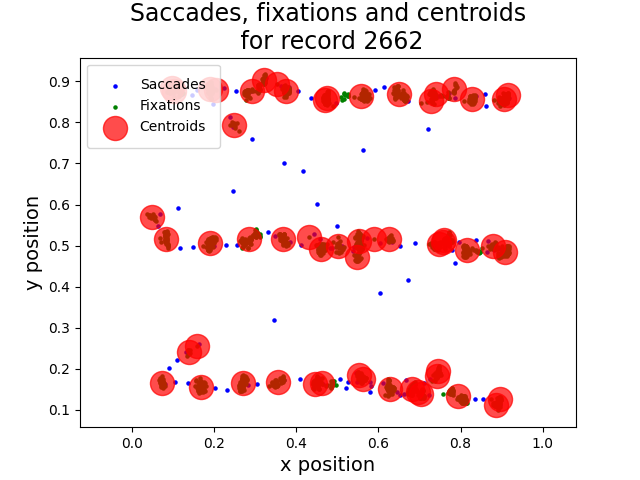 Saccades, fixations and centroids
for record 2662
Saccades
Fixations
Centroids
y position
0.9
0.8
0.7
0.6
0.5
0.4
0.3
0.2
0.1
0.0 0.2 0.4 0.6 0.8 1.0
x position